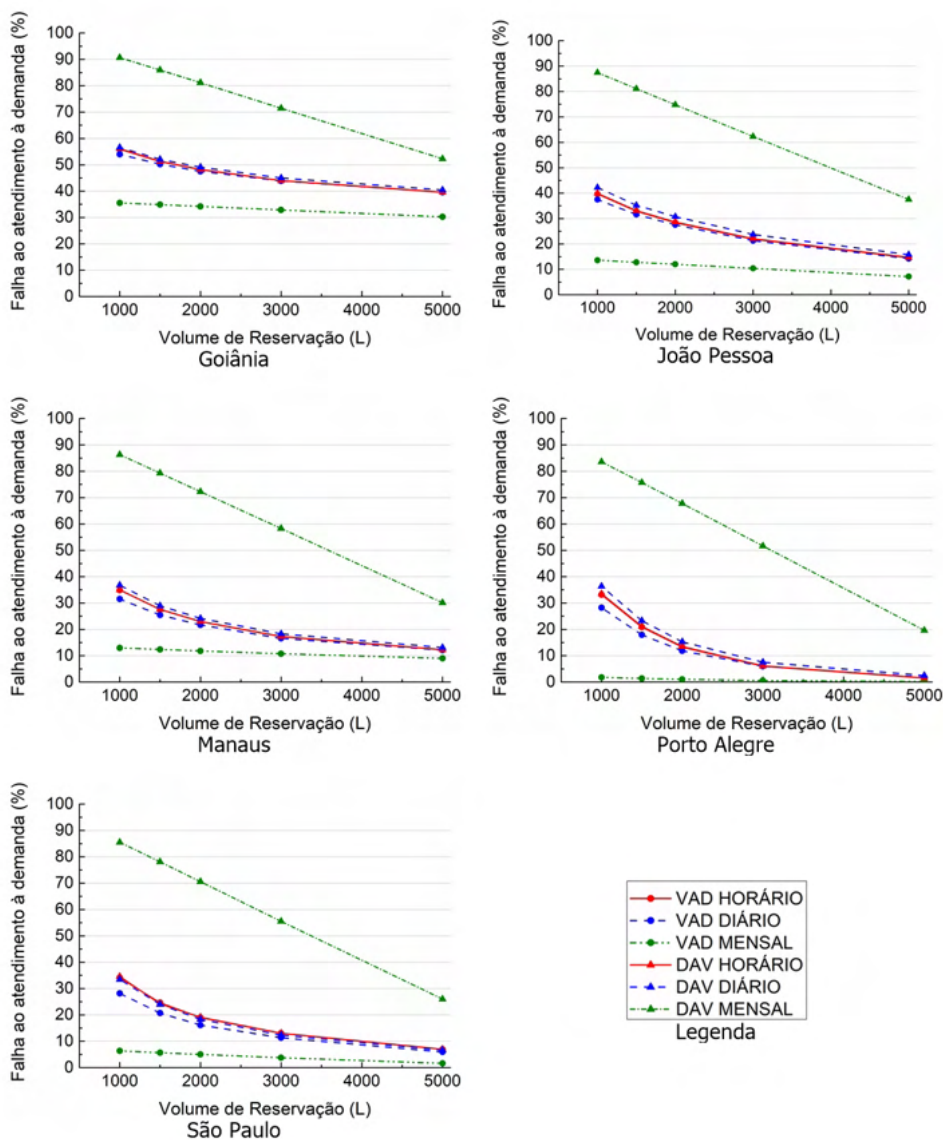 Falha ao atendimento à demanda (%)
100
90
80
70
60
50
40
30
20
10
0
1000 2000 3000 4000 5000
Volume de Reservação (L)
Goiânia
Falha ao atendimento à demanda (%)
100
90
80
70
60
50
40
30
20
10
0
1000 2000 3000 4000 5000
Volume de Reservação (L)
João Pessoa
Falha ao atendimento à demanda (%)
100
90
80
70
60
50
40
30
20
10
0
1000 2000 3000 4000 5000
Volume de Reservação (L)
Manaus
Falha ao atendimento à demanda (%)
100
90
80
70
60
50
40
30
20
10
0
1000 2000 3000 4000 5000
Volume de Reservação (L)
Porto Alegre
Falha ao atendimento à demanda (%)
100
90
80
70
60
50
40
30
20
10
0
1000 2000 3000 4000 5000
Volume de Reservação (L)
São Paulo
VAD HORÁRIO
VAD DIÁRIO
VAD MENSAL
DAV HORÁRIO
DAV DIÁRIO
DAV MENSAL
Legenda